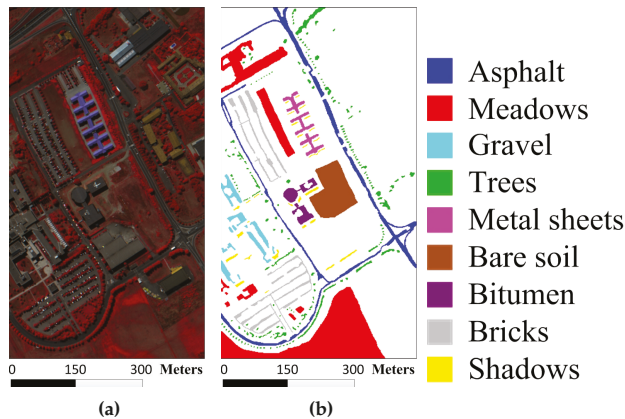 Asphalt
Meadows
Gravel
Trees
Metal sheets
Bare soil
Bitumen
Bricks
Shadows
0 150 300 Meters
0 150 300 Meters
(a)
(b)